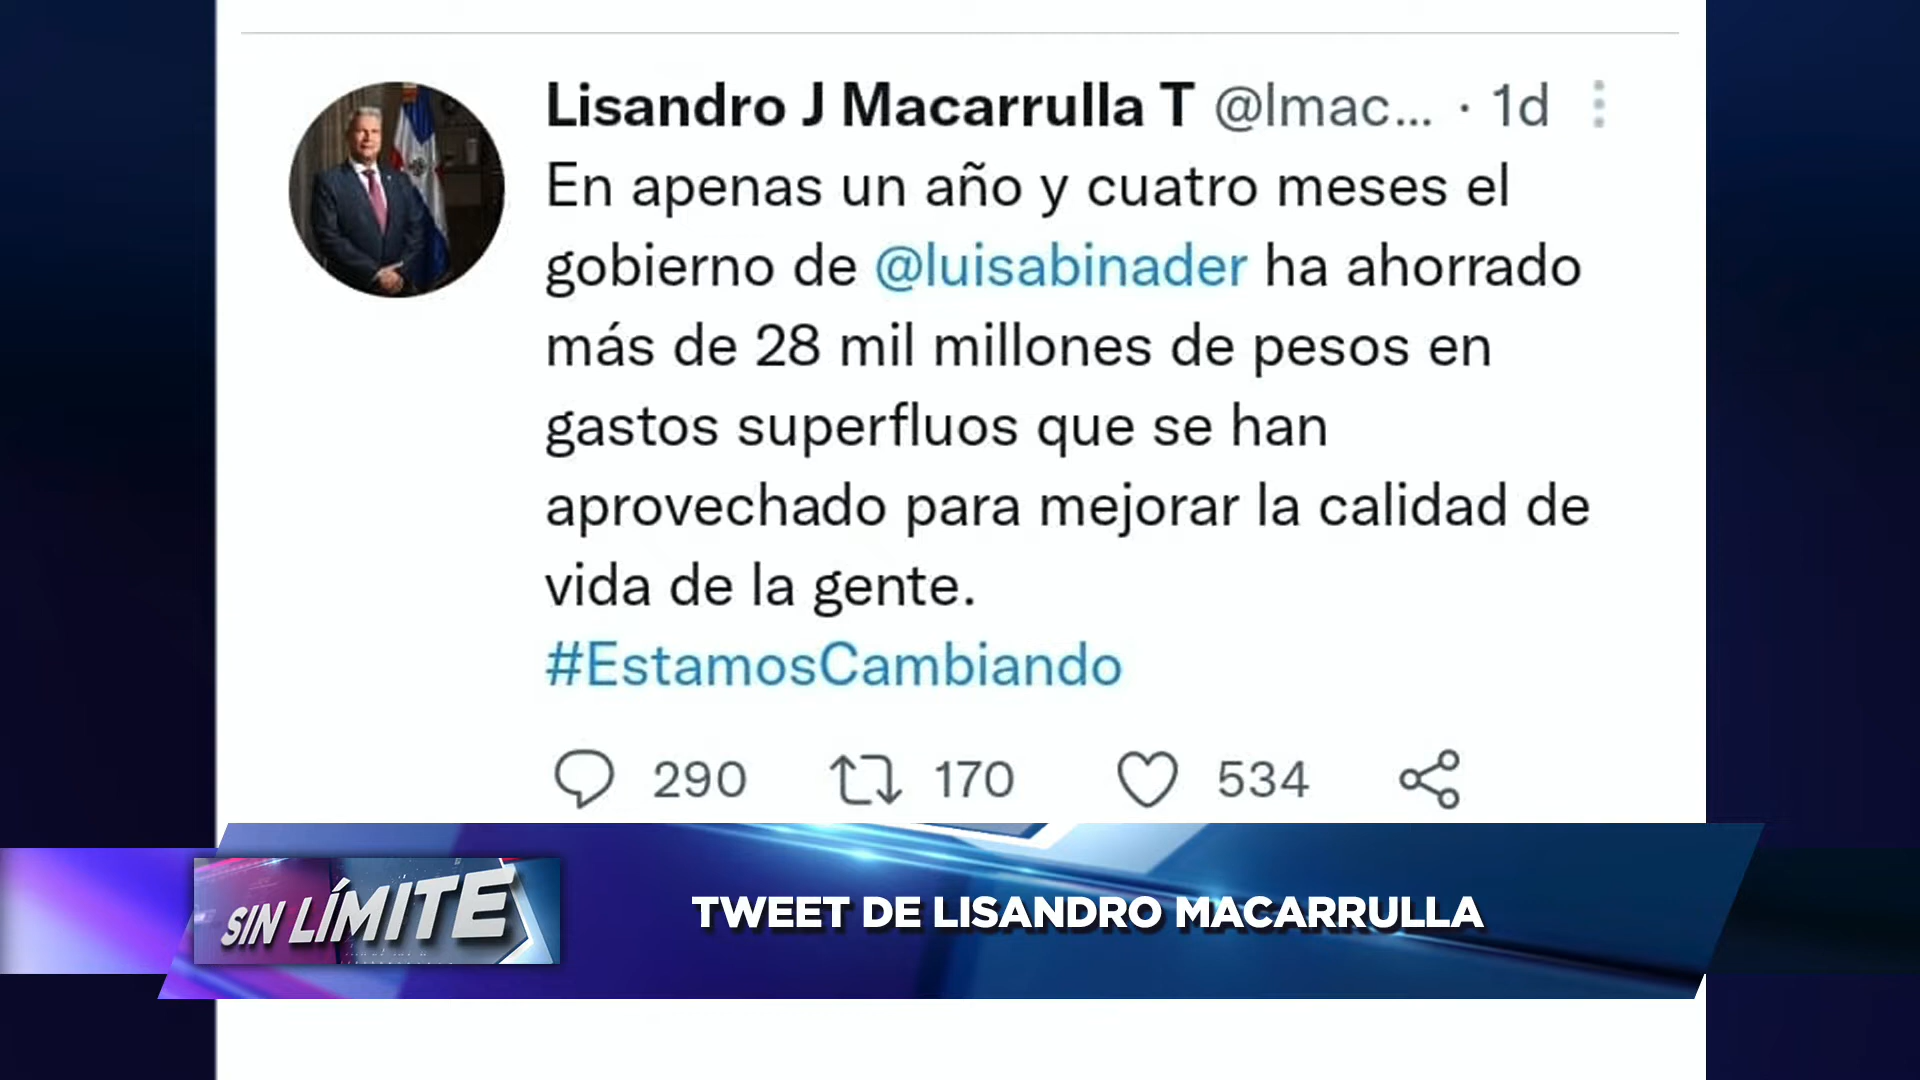 Lisandro J Macarrulla T @lmac... · 1d
En apenas un año y cuatro meses el
gobierno de @luisabinader ha ahorrado
más de 28 mil millones de pesos en
gastos superfluos que se han
aprovechado para mejorar la calidad de
vida de la gente.
#EstamosCambiando
290 170 534
SIN LÍMITE
TWEET DE LISANDRO MACARRULLA